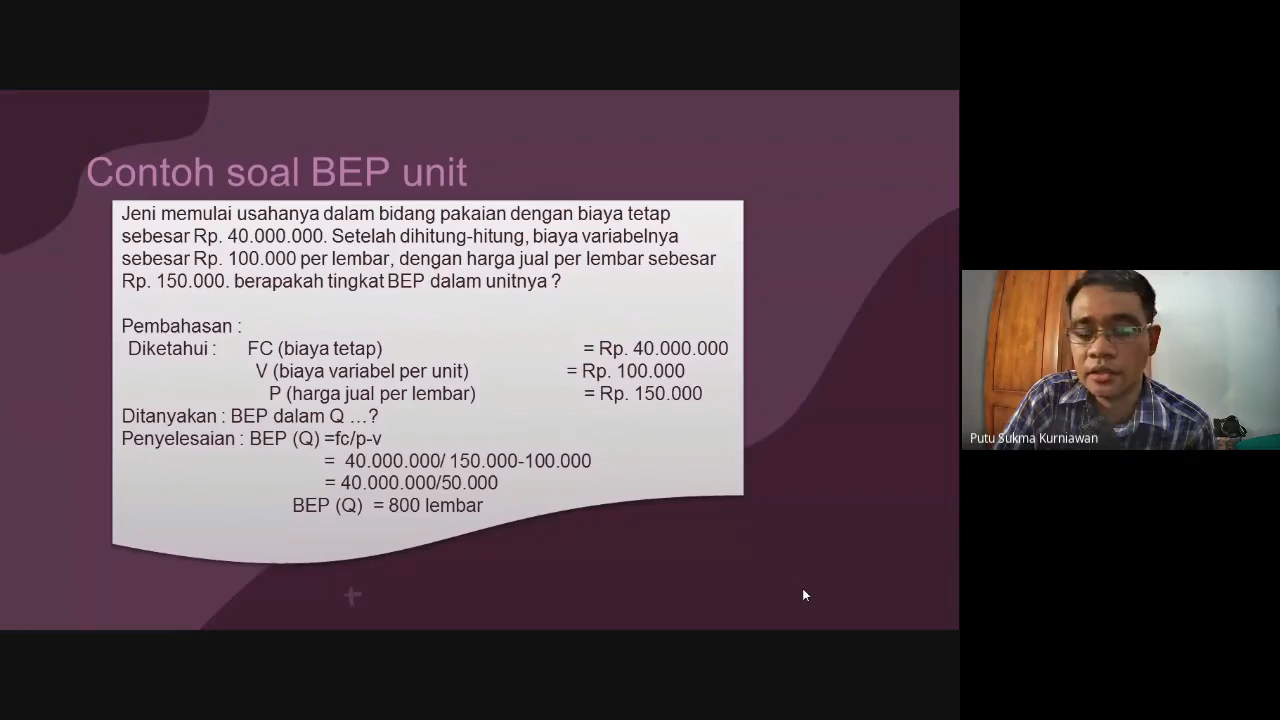 Contoh soal BEP unit
Jeni memulai usahanya dalam bidang pakaian dengan biaya tetap
sebesar Rp. 40.000.000. Setelah dihitung-hitung, biaya variabelnya
sebesar Rp. 100.000 per lembar, dengan harga jual per lembar sebesar
Rp. 150.000. berapakah tingkat BEP dalam unitnya ?
Pembahasan :
Diketahui : FC (biaya tetap) = Rp. 40.000.000
V (biaya variabel per unit) = Rp. 100.000
P (harga jual per lembar) = Rp. 150.000
Ditanyakan : BEP dalam Q ...?
Penyelesaian : BEP (Q) =fc/p-v
= 40.000.000/ 150.000-100.000
= 40.000.000/50.000
BEP (Q) = 800 lembar
Putu Sukma Kurniawan